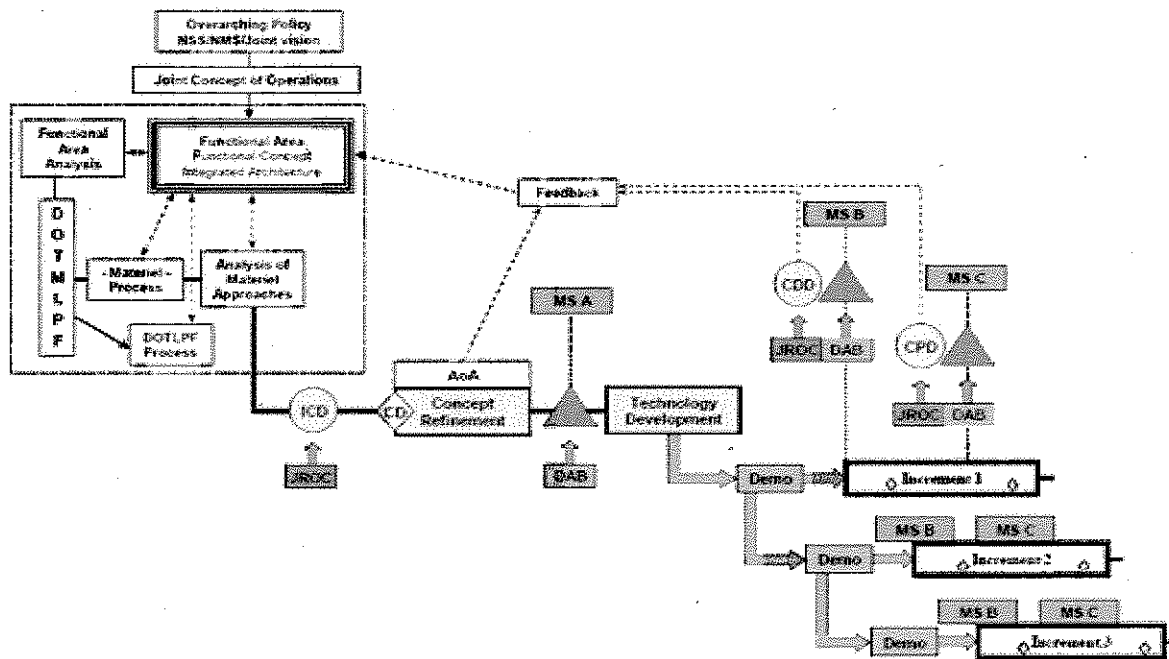 Overarching Policy
NSS/NMS/Joint vision
Joint Concept of Operations
Functional
Area
Analysis
Functional Area
Functional Concept
Integrated Architecture
Feedback
D
O
T
M
L
P
F
- Materiel -
Process
Analysis of
Materiel
Approaches
DOTLPF
Process
MS B
CDD
JROC
DAB
MS C
CPD
JROC
DAB
MS A
AoA
ICD
CD
Concept
Refinement
Technology
Development
JROC
DAB
Demo
Increment 1
MS B
MS C
Demo
Increment 2
MS B
MS C
Demo
Increment 3